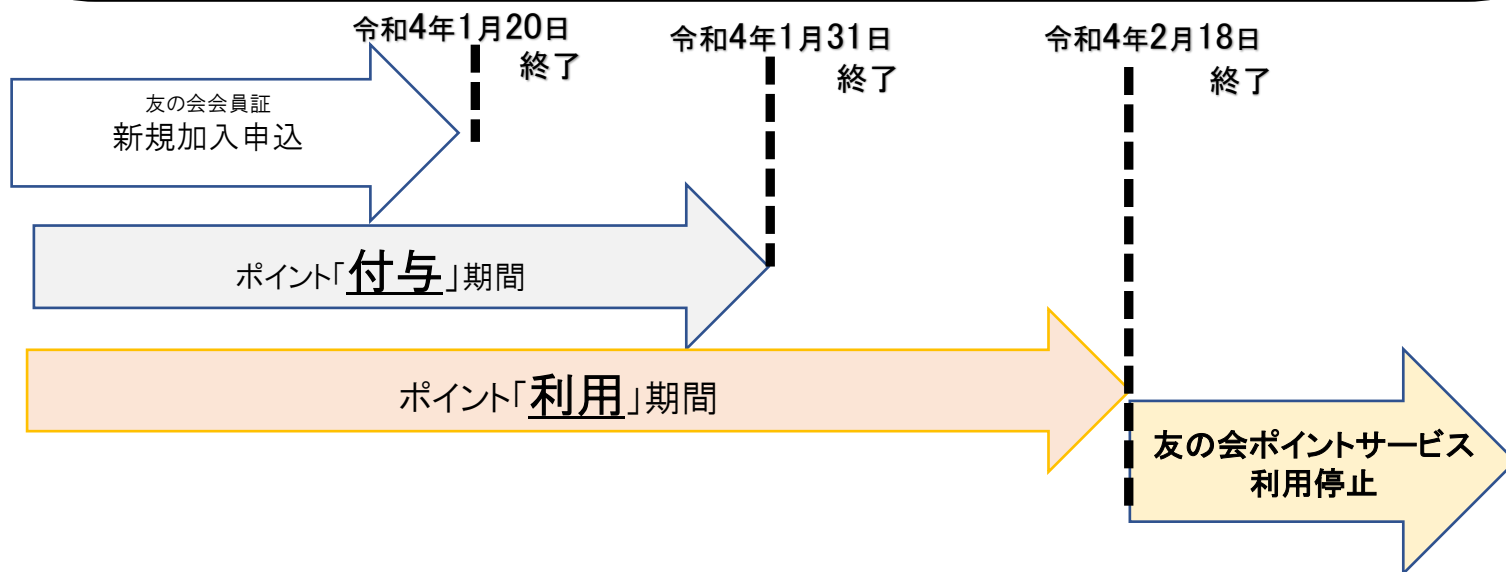 令和4年1月20日
終了
令和4年1月31日
終了
令和4年2月18日
終了
友の会会員証
新規加入申込
ポイント「付与」期間
ポイント「利用」期間
友の会ポイントサービス
利用停止